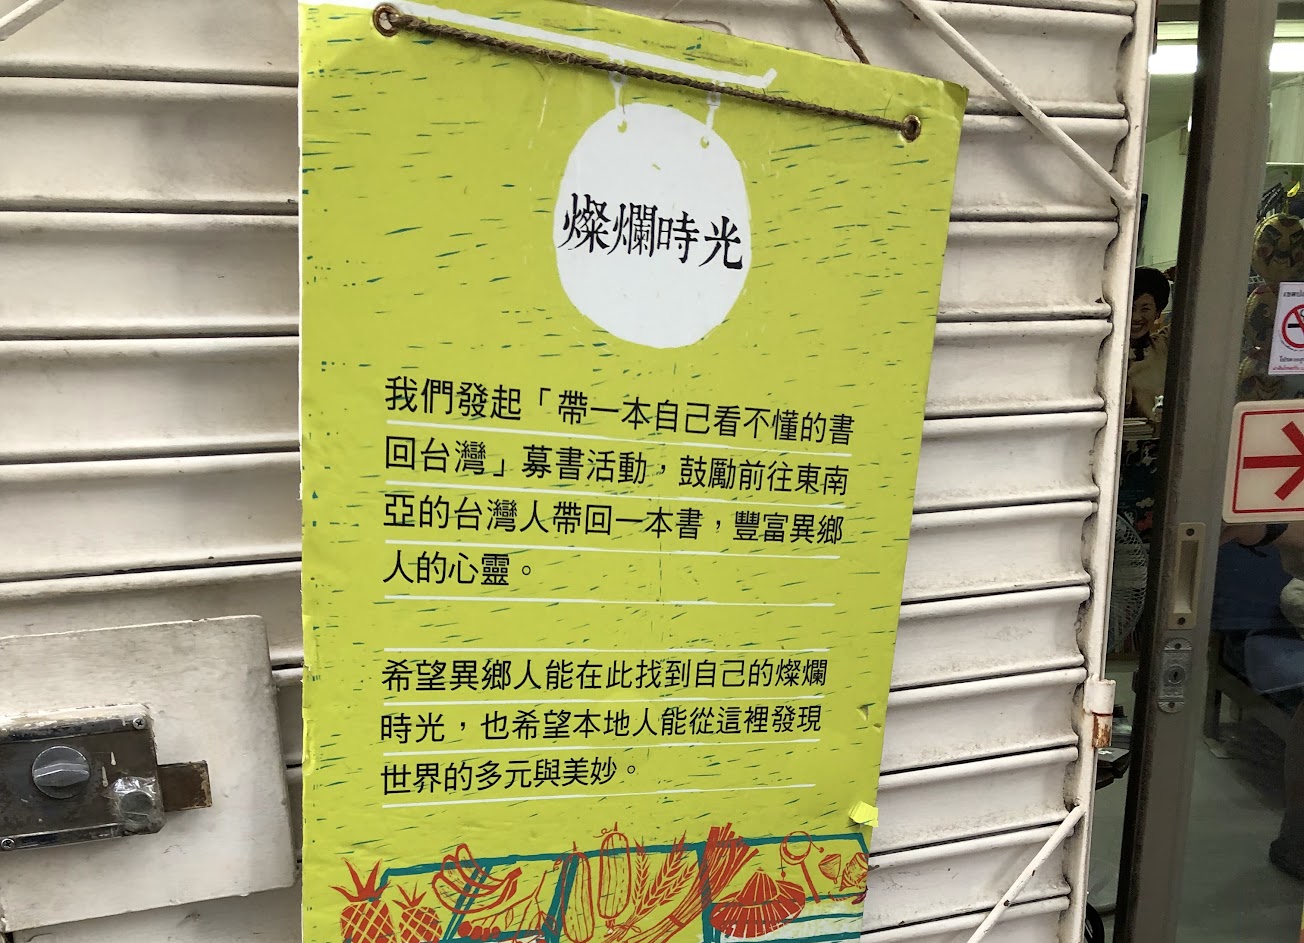 燦爛時光
我們發起「帶一本自己看不懂的書
回台灣」募書活動，鼓勵前往東南
亞的台灣人帶回一本書，豐富異鄉
人的心靈。
希望異鄉人能在此找到自己的燦爛
時光，也希望本地人能從這裡發現
世界的多元與美妙。